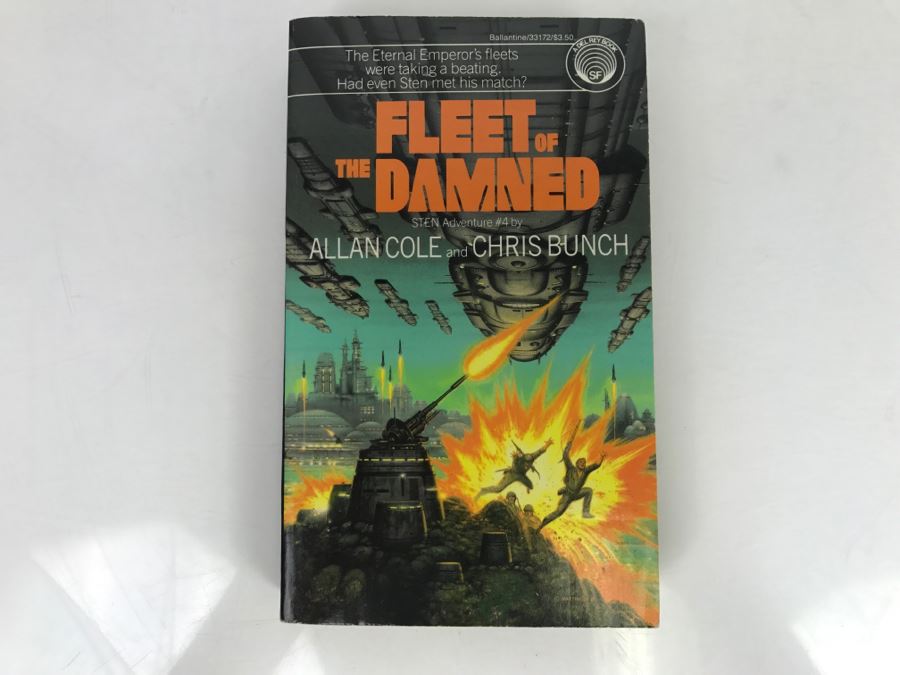 Ballantine/33172/$3.50
A DEL REY BOOK
SF
The Eternal Emperor's fleets
were taking a beating.
Had even Sten met his match?
FLEET OF
THE DAMNED
STEN Adventure #4 by
ALLAN COLE and CHRIS BUNCH